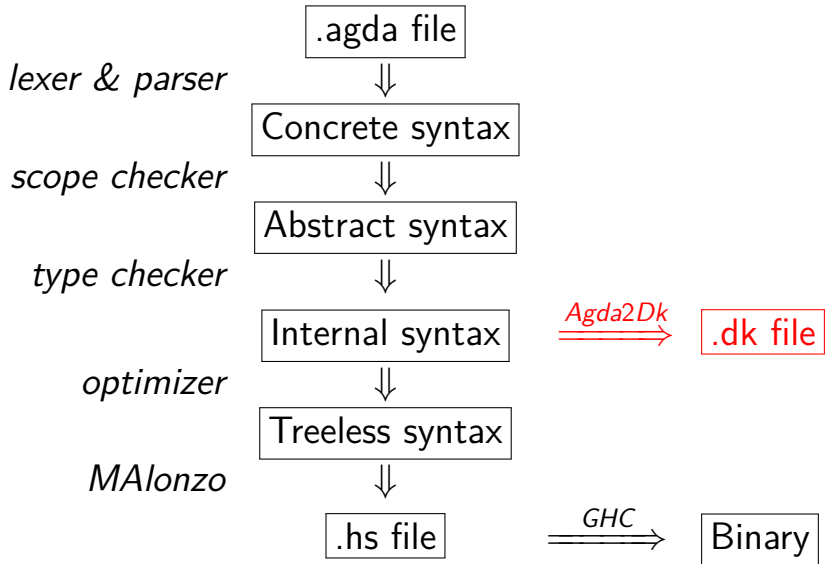 .agda file
lexer & parser
Concrete syntax
scope checker
Abstract syntax
type checker
Agda2Dk
Internal syntax
.dk file
optimizer
Treeless syntax
MAlonzo
GHC
.hs file
Binary